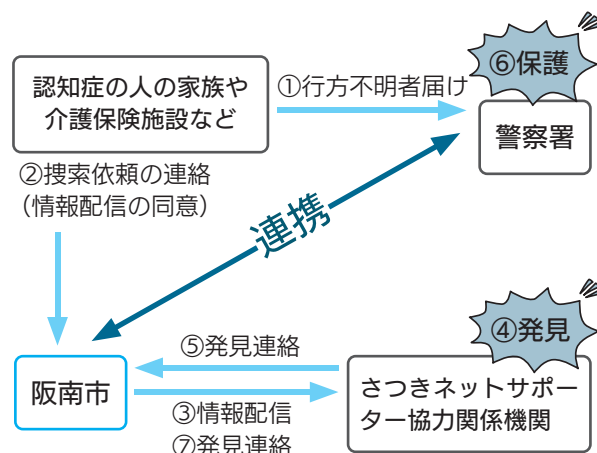 ⑥保護
認知症の人の家族や
介護保険施設など
①行方不明者届け
警察署
②捜索依頼の連絡
（情報配信の同意）
連携
④発見
⑤発見連絡
阪南市
さつきネットサポー
ター協力関係機関
③情報配信
⑦発見連絡